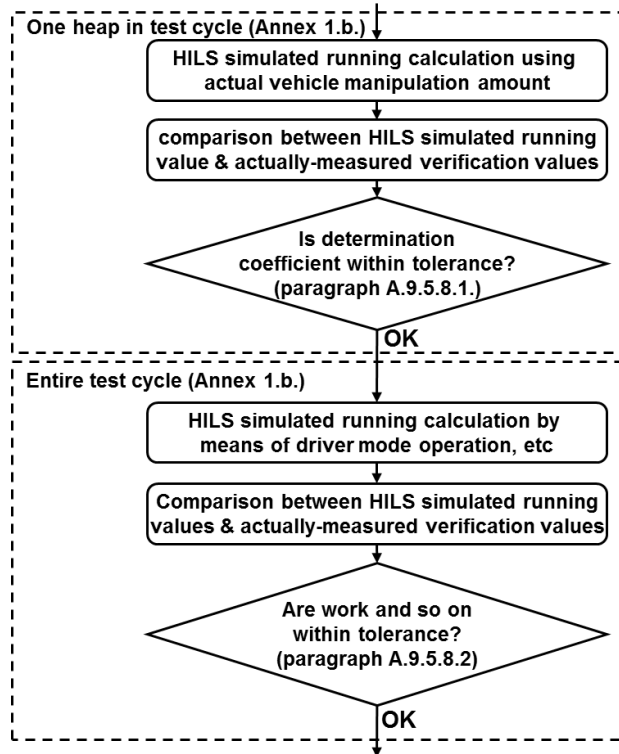 One heap in test cycle (Annex 1.b.)
HILS simulated running calculation using
actual vehicle manipulation amount
comparison between HILS simulated running
value & actually-measured verification values
Is determination
coefficient within tolerance?
(paragraph A.9.5.8.1.)
OK
Entire test cycle (Annex 1.b.)
HILS simulated running calculation by
means of driver mode operation, etc
Comparison between HILS simulated running
values & actually-measured verification values
Are work and so on
within tolerance?
(paragraph A.9.5.8.2)
OK